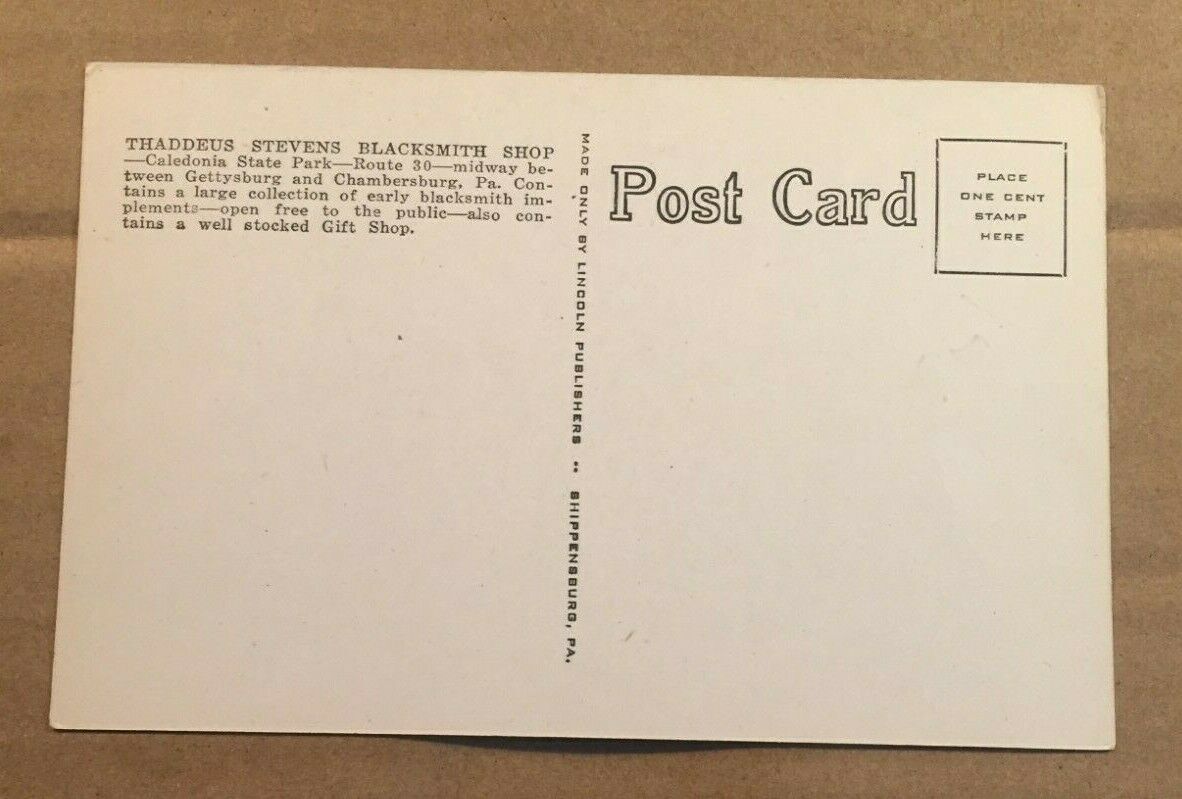 THADDEUS STEVENS BLACKSMITH SHOP
—Caledonia State Park—Route 30—midway be-
tween Gettysburg and Chambersburg, Pa. Con-
tains a large collection of early blacksmith im-
plements—open free to the public—also con-
tains a well stocked Gift Shop.
MADE ONLY BY LINCOLN PUBLISHERS •• SHIPPENSBURG, PA.
Post Card
PLACE
ONE CENT
STAMP
HERE